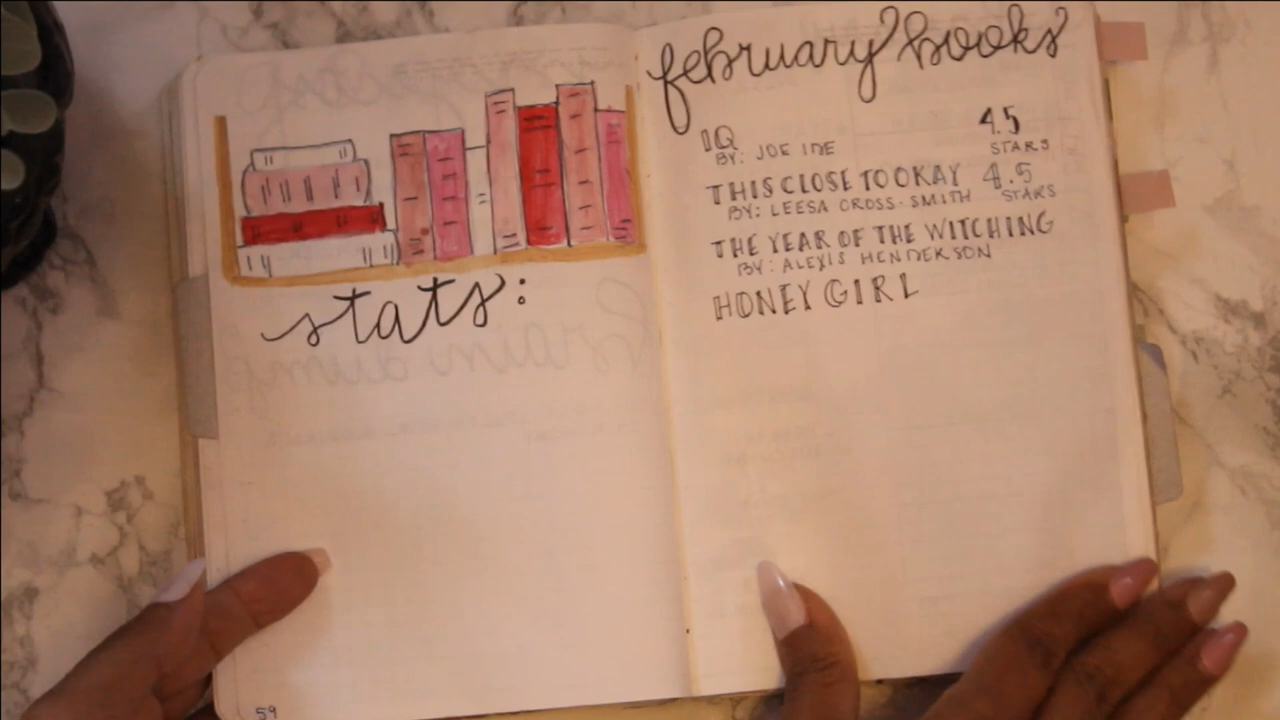 stats:
59
february books
IQ 4.5
BY: JOE IDE STARS
THIS CLOSE TO OKAY 4.5
BY: LEESA CROSS-SMITH STARS
THE YEAR OF THE WITCHING
BY: ALEXIS HENDERSON
HONEY GIRL